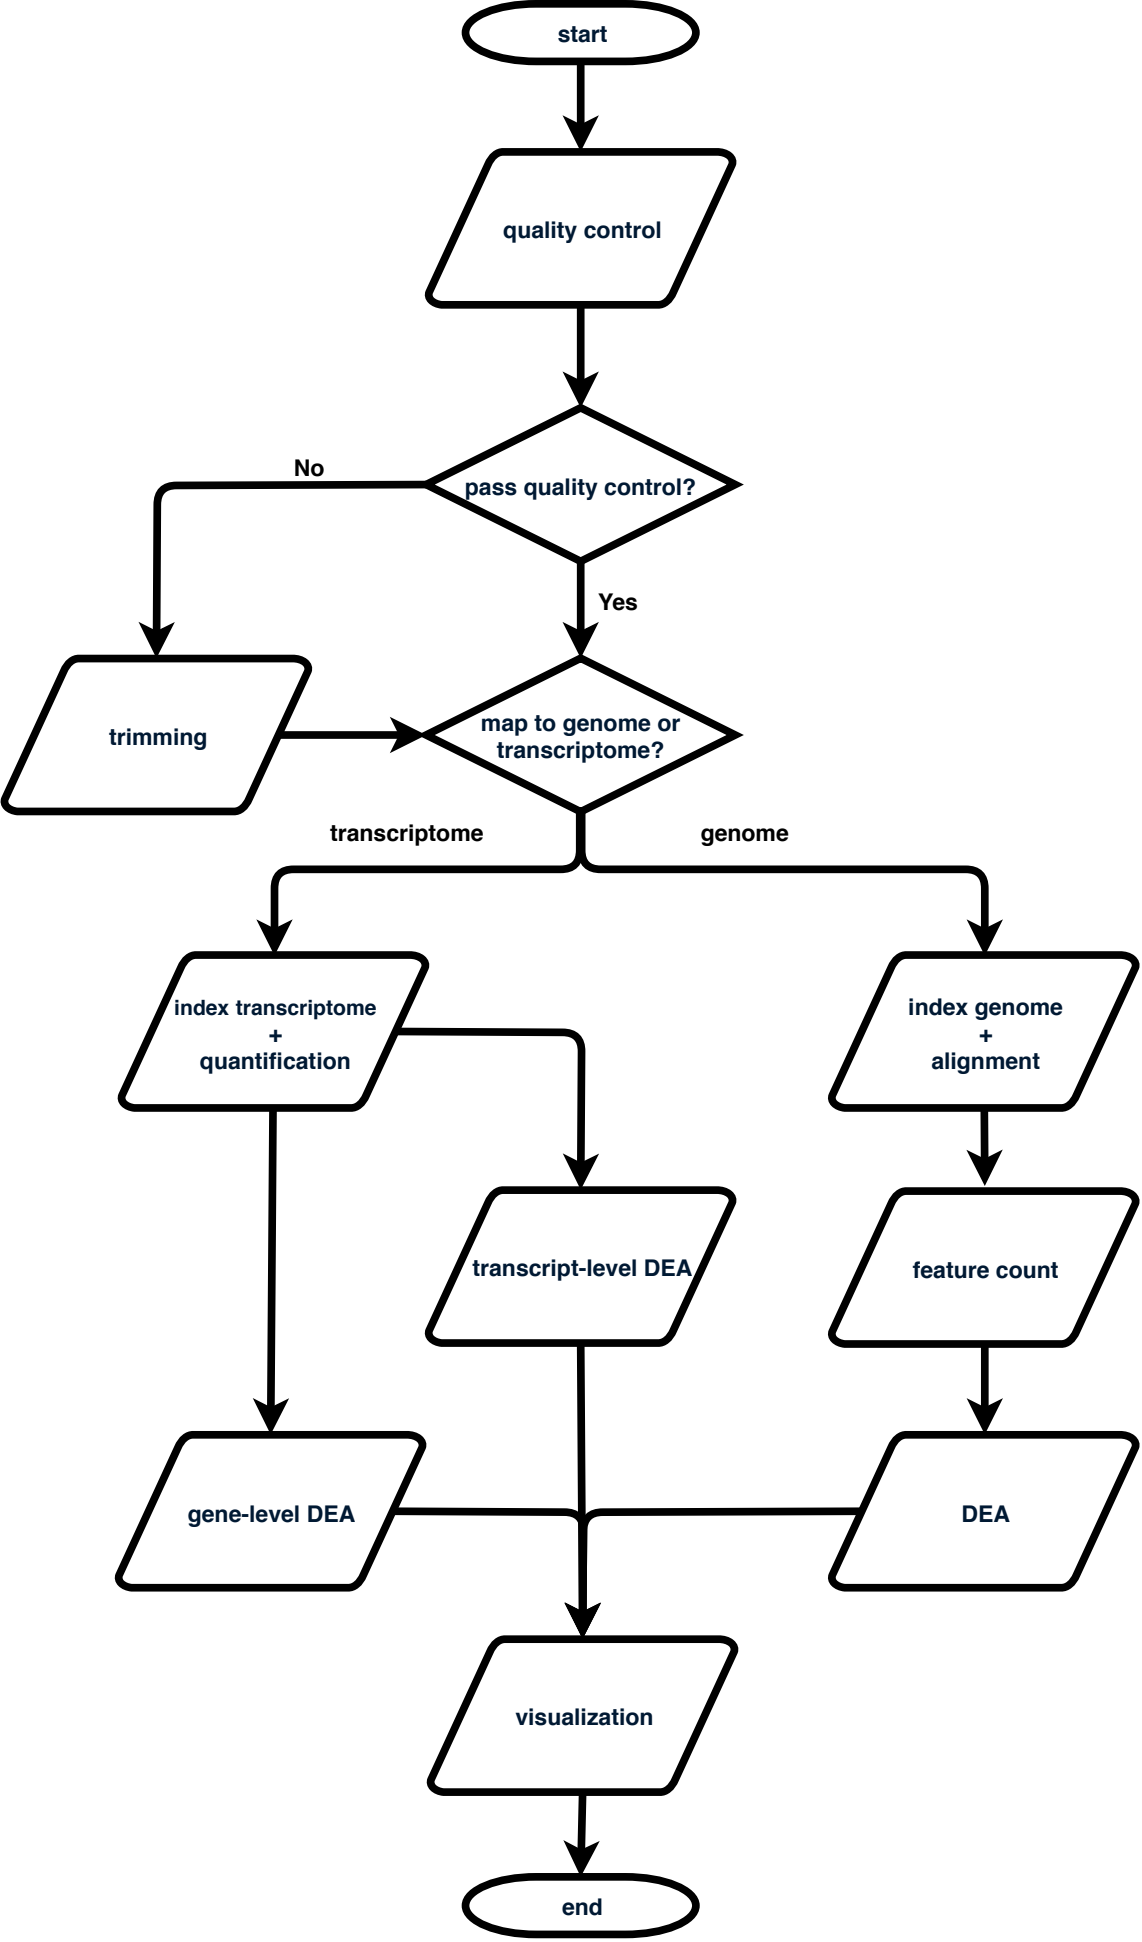 start
quality control
pass quality control?
No
Yes
trimming
map to genome or
transcriptome?
transcriptome
genome
index transcriptome
+
quantification
index genome
+
alignment
transcript-level DEA
feature count
gene-level DEA
DEA
visualization
end